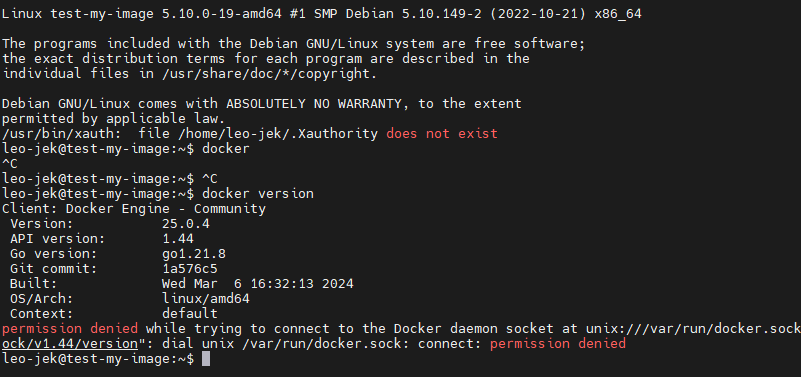 Linux test-my-image 5.10.0-19-amd64 #1 SMP Debian 5.10.149-2 (2022-10-21) x86_64
The programs included with the Debian GNU/Linux system are free software;
the exact distribution terms for each program are described in the
individual files in /usr/share/doc/*/copyright.
Debian GNU/Linux comes with ABSOLUTELY NO WARRANTY, to the extent
permitted by applicable law.
/usr/bin/xauth:  file /home/leo-jek/.Xauthority does not exist
leo-jek@test-my-image:~$ docker
^C
leo-jek@test-my-image:~$ ^C
leo-jek@test-my-image:~$ docker version
Client: Docker Engine - Community
 Version:           25.0.4
 API version:       1.44
 Go version:        go1.21.8
 Git commit:        1a576c5
 Built:             Wed Mar  6 16:32:13 2024
 OS/Arch:           linux/amd64
 Context:           default
permission denied while trying to connect to the Docker daemon socket at unix:///var/run/docker.sock
ock/v1.44/version": dial unix /var/run/docker.sock: connect: permission denied
leo-jek@test-my-image:~$